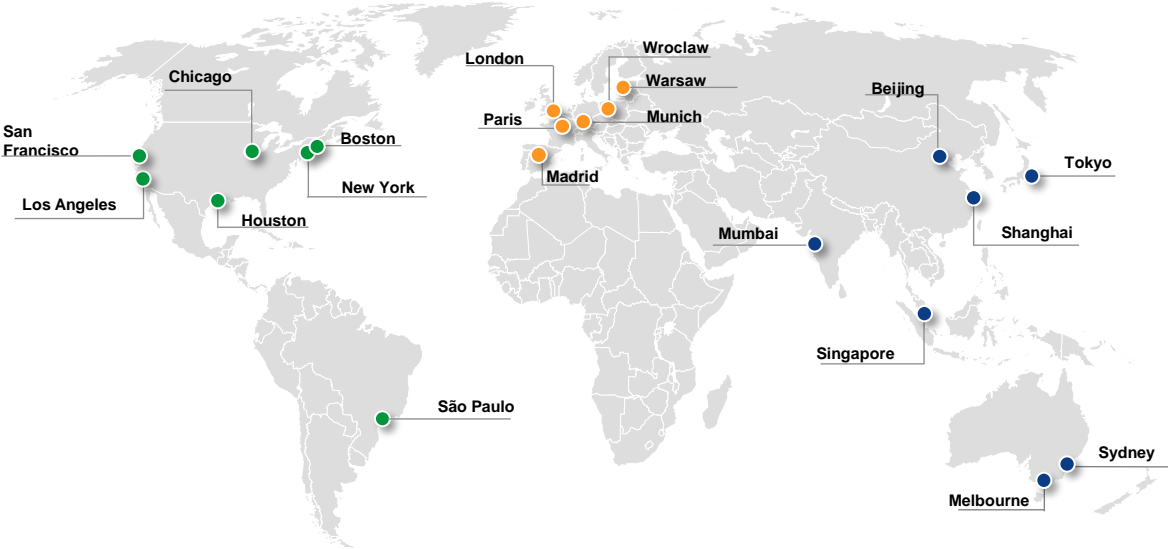 Wroclaw
London
Chicago
Warsaw
Beijing
Paris
Munich
San
Francisco
Boston
Tokyo
Madrid
New York
Los Angeles
Houston
Mumbai
Shanghai
Singapore
São Paulo
Sydney
Melbourne